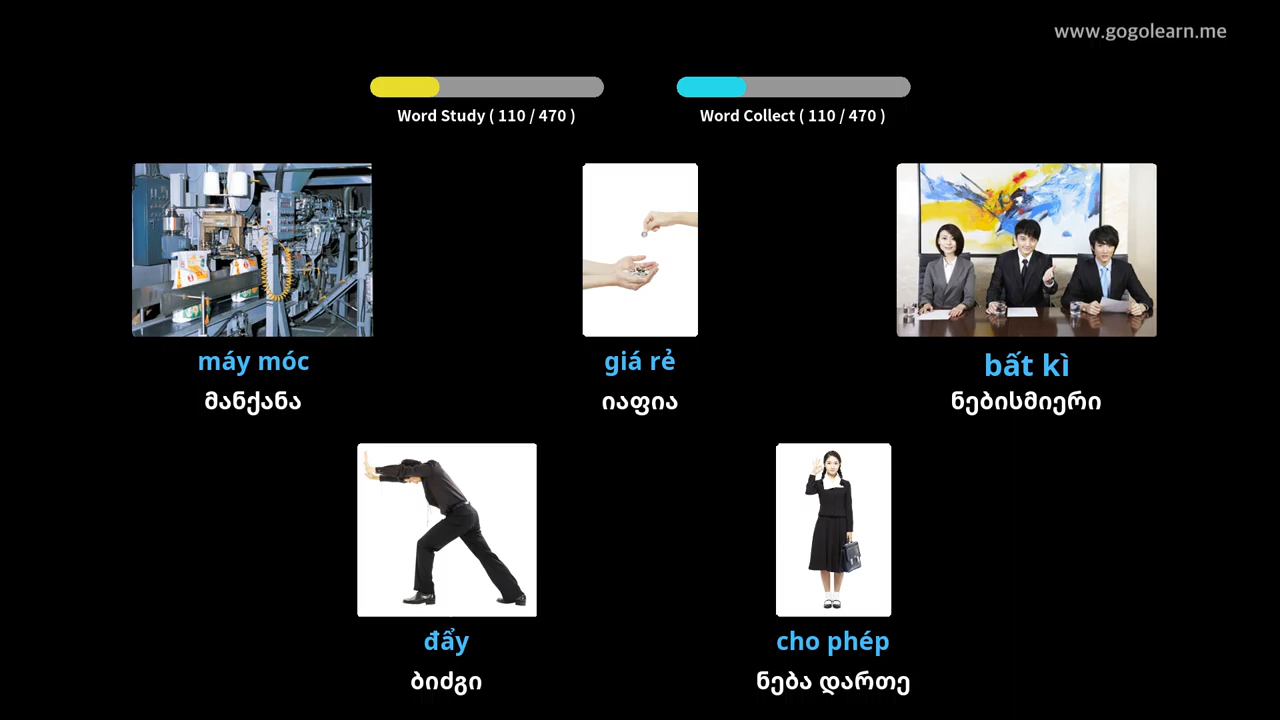 www.gogolearn.me
Word Study ( 110 / 470 )
Word Collect ( 110 / 470 )
máy móc
მანქანა
giá rẻ
იაფია
bất kì
ნებისმიერი
đẩy
ბიძგი
cho phép
ნება დართე